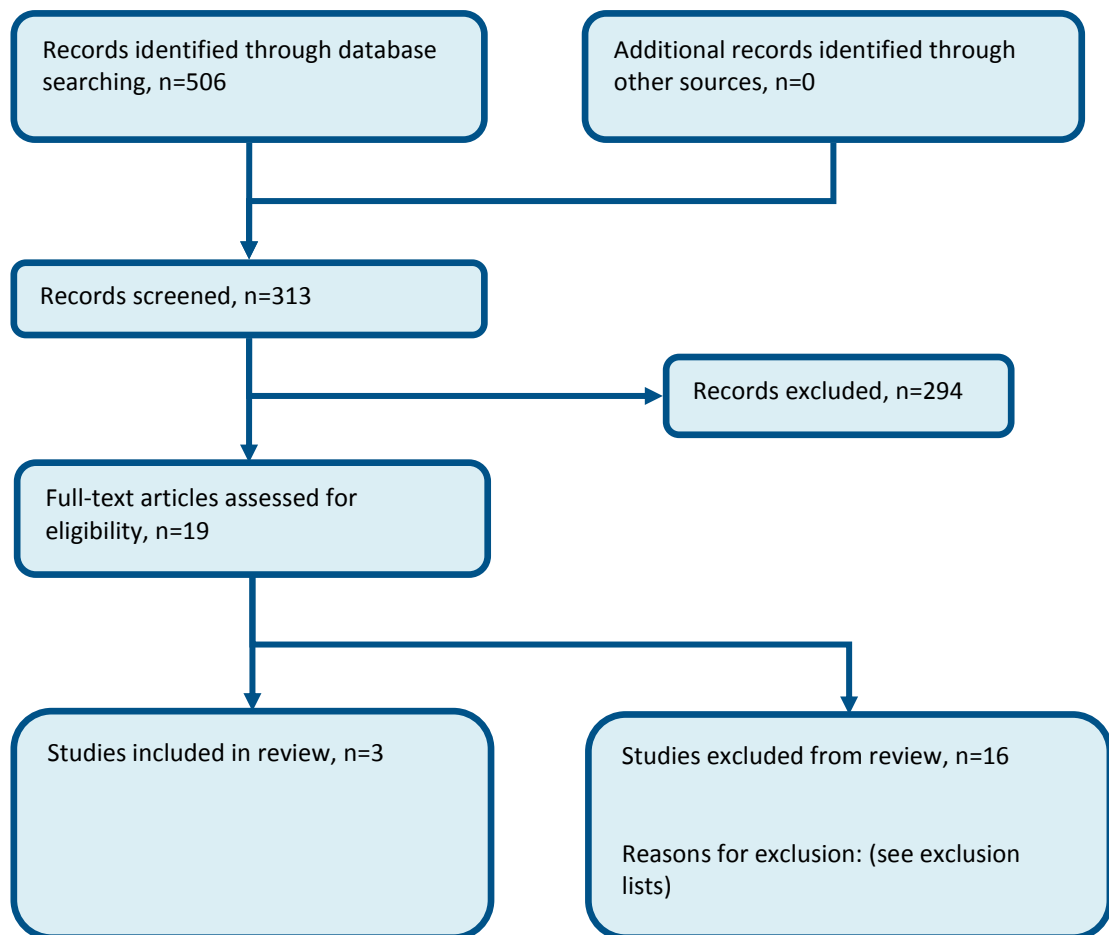 Records identified through database
searching, n=506
Additional records identified through
other sources, n=0
Records screened, n=313
Records excluded, n=294
Full-text articles assessed for
eligibility, n=19
Studies included in review, n=3
Studies excluded from review, n=16
Reasons for exclusion: (see exclusion
lists)